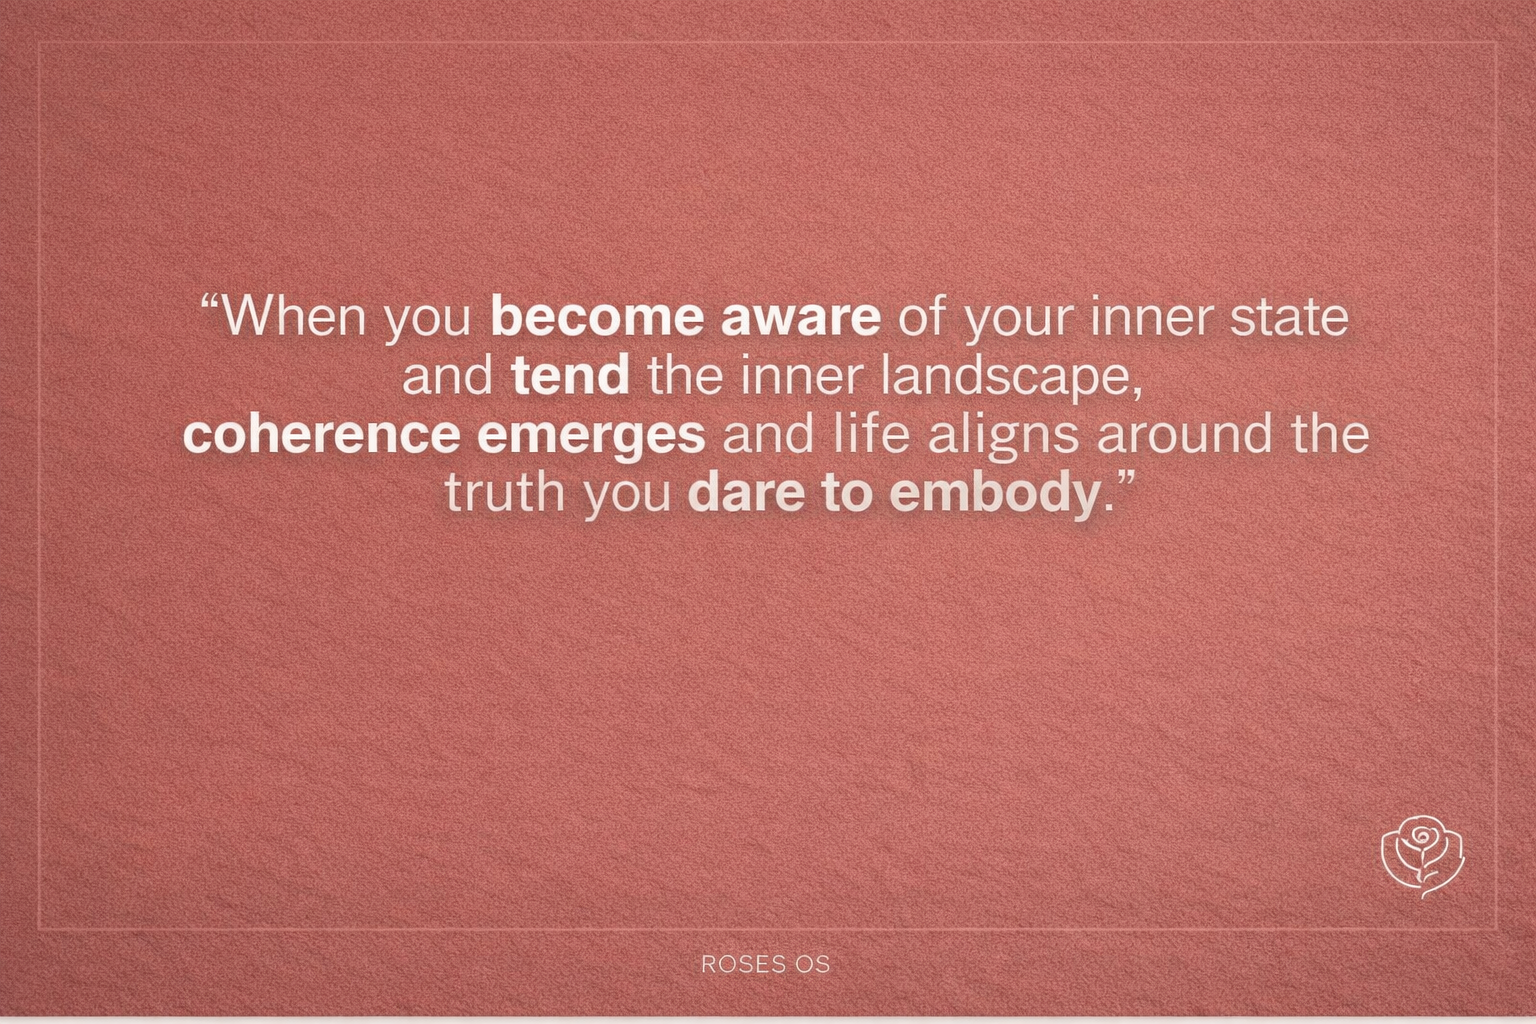 “When you become aware of your inner state
and tend the inner landscape,
coherence emerges and life aligns around the
truth you dare to embody.”
ROSES OS